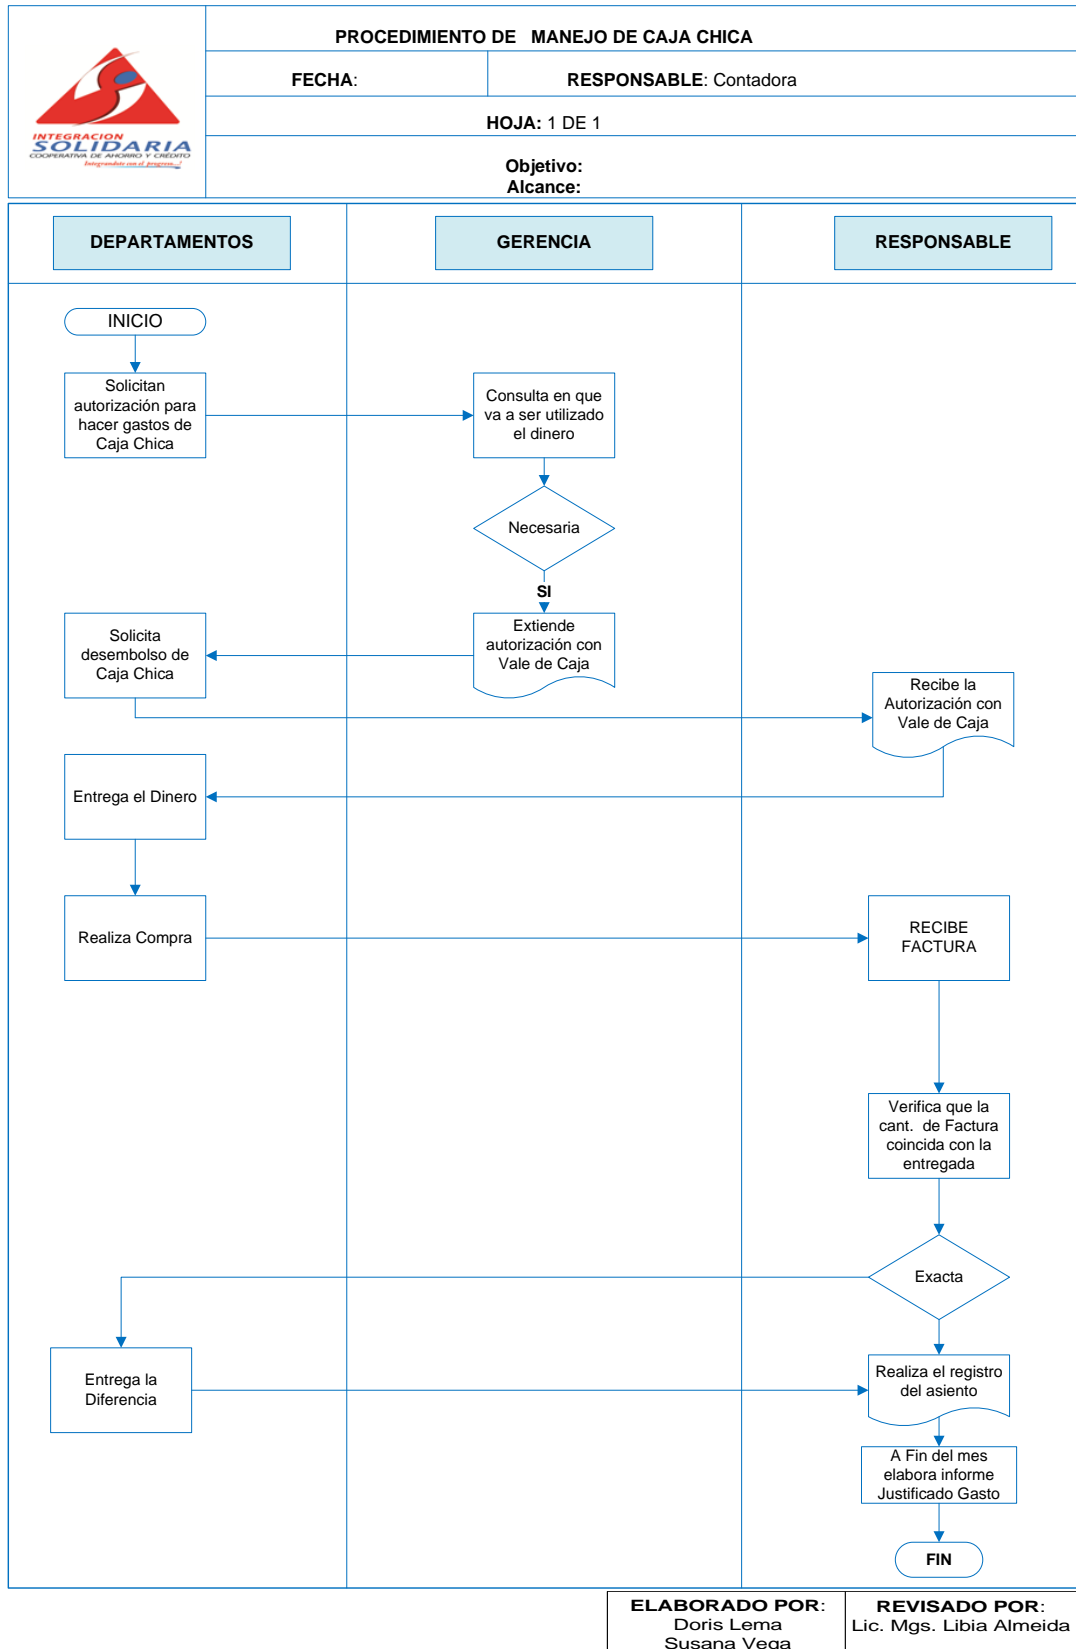 PROCEDIMIENTO DE MANEJO DE CAJA CHICA
FECHA:
RESPONSABLE: Contadora
HOJA: 1 DE 1
Objetivo:
Alcance:
INTEGRACION
SOLIDARIA
COOPERATIVA DE AHORRO Y CRÉDITO
Integrandote con el progreso...!
DEPARTAMENTOS
GERENCIA
RESPONSABLE
INICIO
Solicitan
autorización para
hacer gastos de
Caja Chica
Consulta en que
va a ser utilizado
el dinero
Necesaria
SI
Extiende
autorización con
Vale de Caja
Solicita
desembolso de
Caja Chica
Recibe la
Autorización con
Vale de Caja
Entrega el Dinero
Realiza Compra
RECIBE
FACTURA
Verifica que la
cant. de Factura
coincida con la
entregada
Exacta
Entrega la
Diferencia
Realiza el registro
del asiento
A Fin del mes
elabora informe
Justificado Gasto
FIN
ELABORADO POR:
Doris Lema
Susana Vega
REVISADO POR:
Lic. Mgs. Libia Almeida